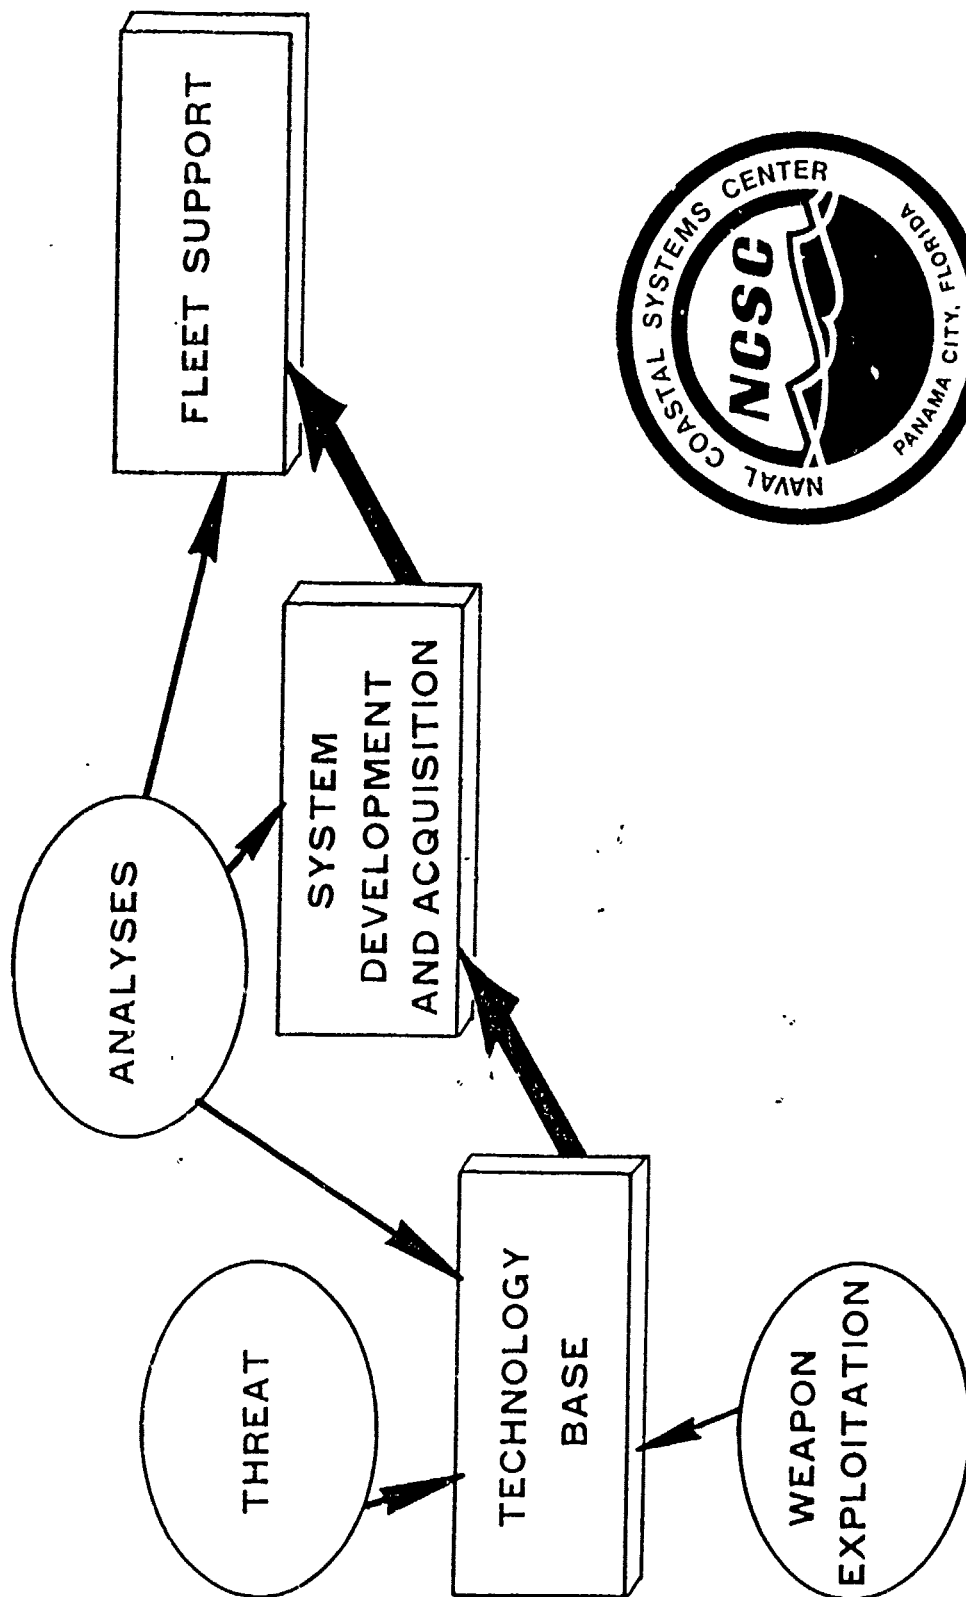 THREAT
ANALYSES
TECHNOLOGY
BASE
SYSTEM
DEVELOPMENT
AND ACQUISITION
FLEET SUPPORT
WEAPON
EXPLOITATION
NAVAL COASTAL SYSTEMS CENTER
NCSC
PANAMA CITY, FLORIDA